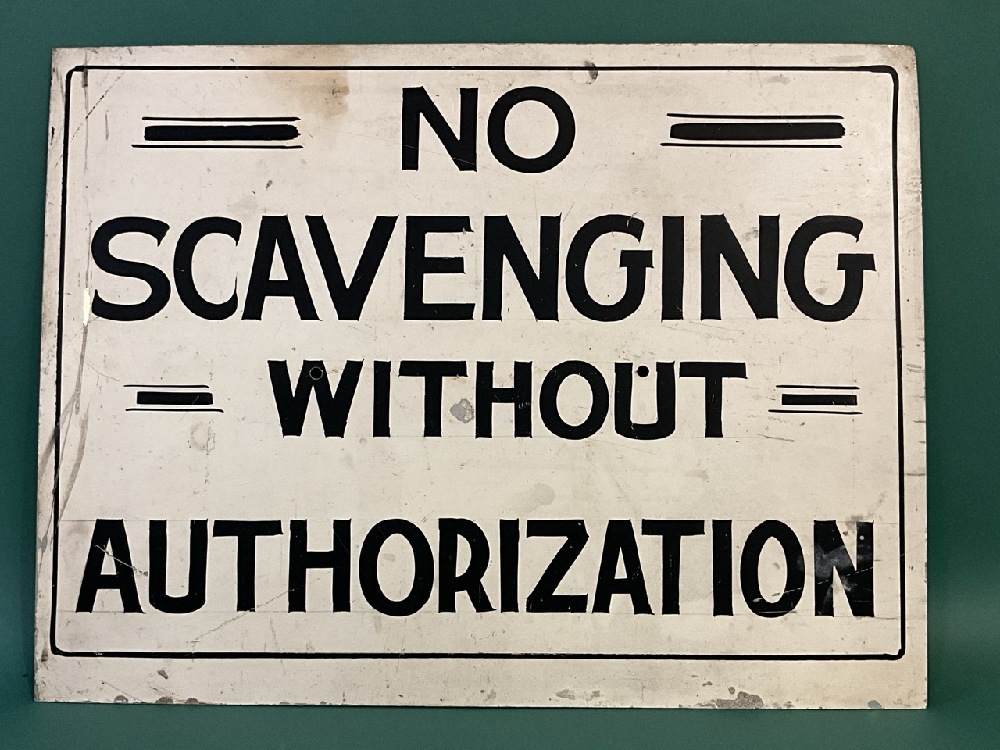 NO
SCAVENGING
WITHOUT
AUTHORIZATION